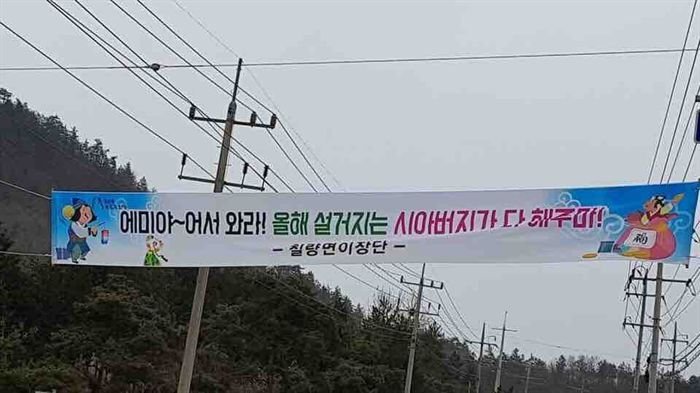 에미야~어서 와라! 올해 설거지는 시아버지가 다 해주마!
- 칠량면이장단 -
福